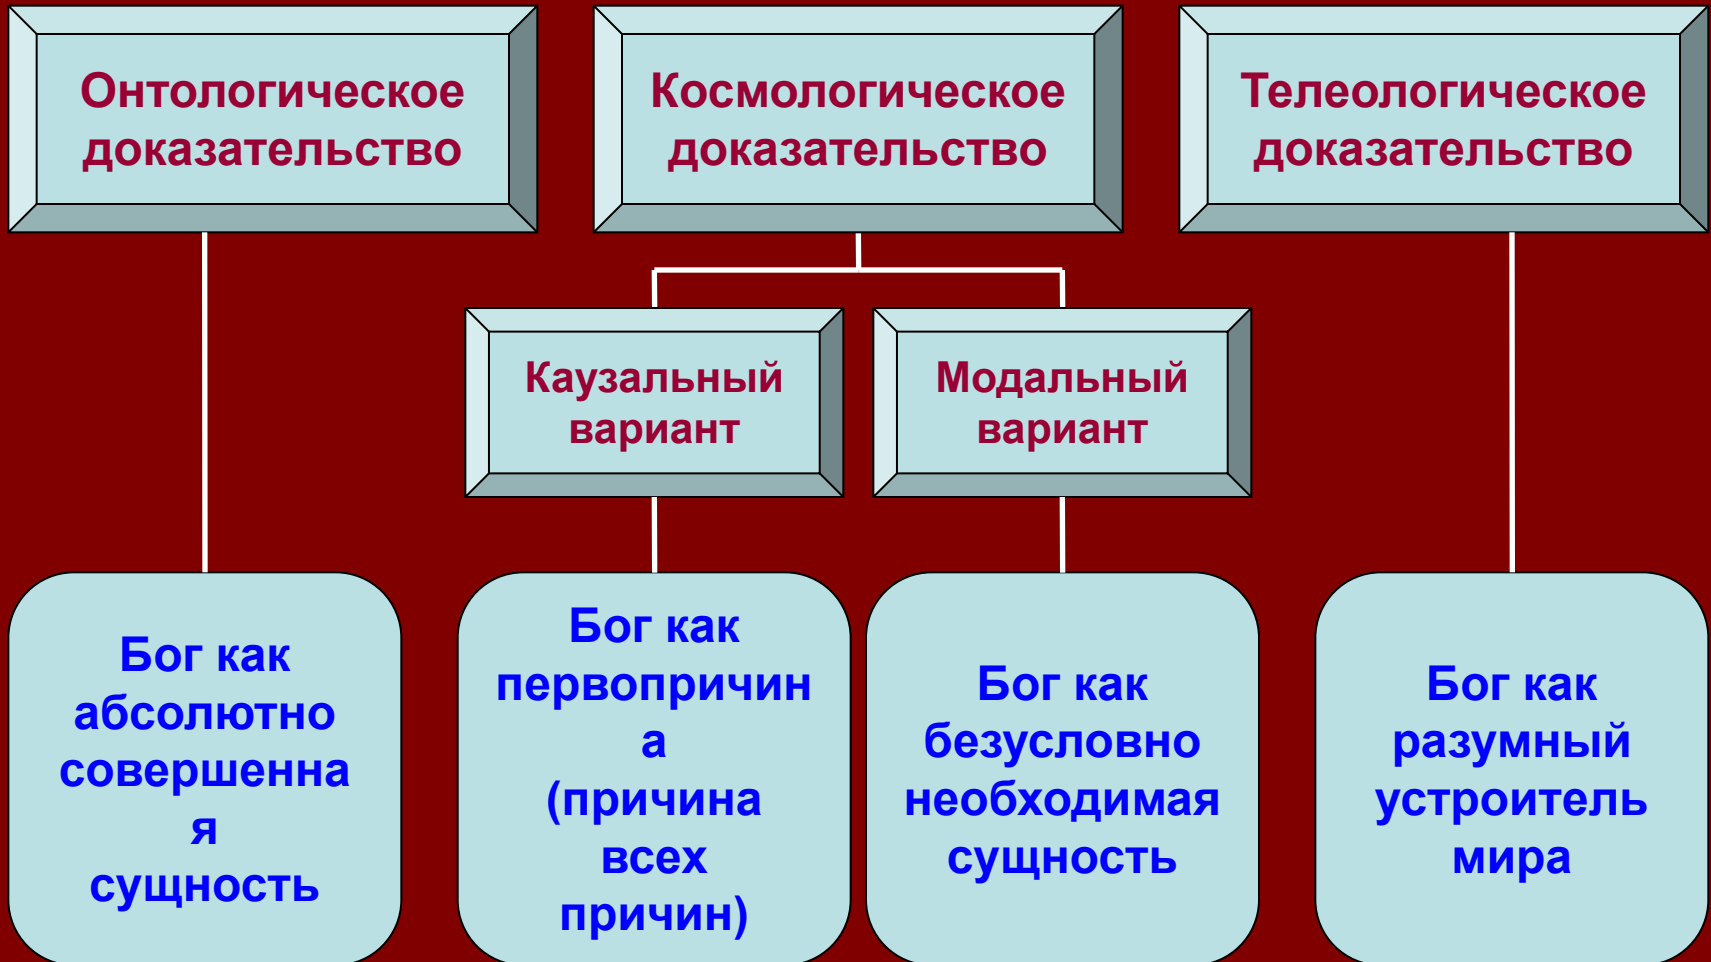 Онтологическое
доказательство
Космологическое
доказательство
Телеологическое
доказательство
Каузальный
вариант
Модальный
вариант
Бог как
абсолютно
совершенна
я
сущность
Бог как
первопричин
а
(причина
всех
причин)
Бог как
безусловно
необходимая
сущность
Бог как
разумный
устроитель
мира